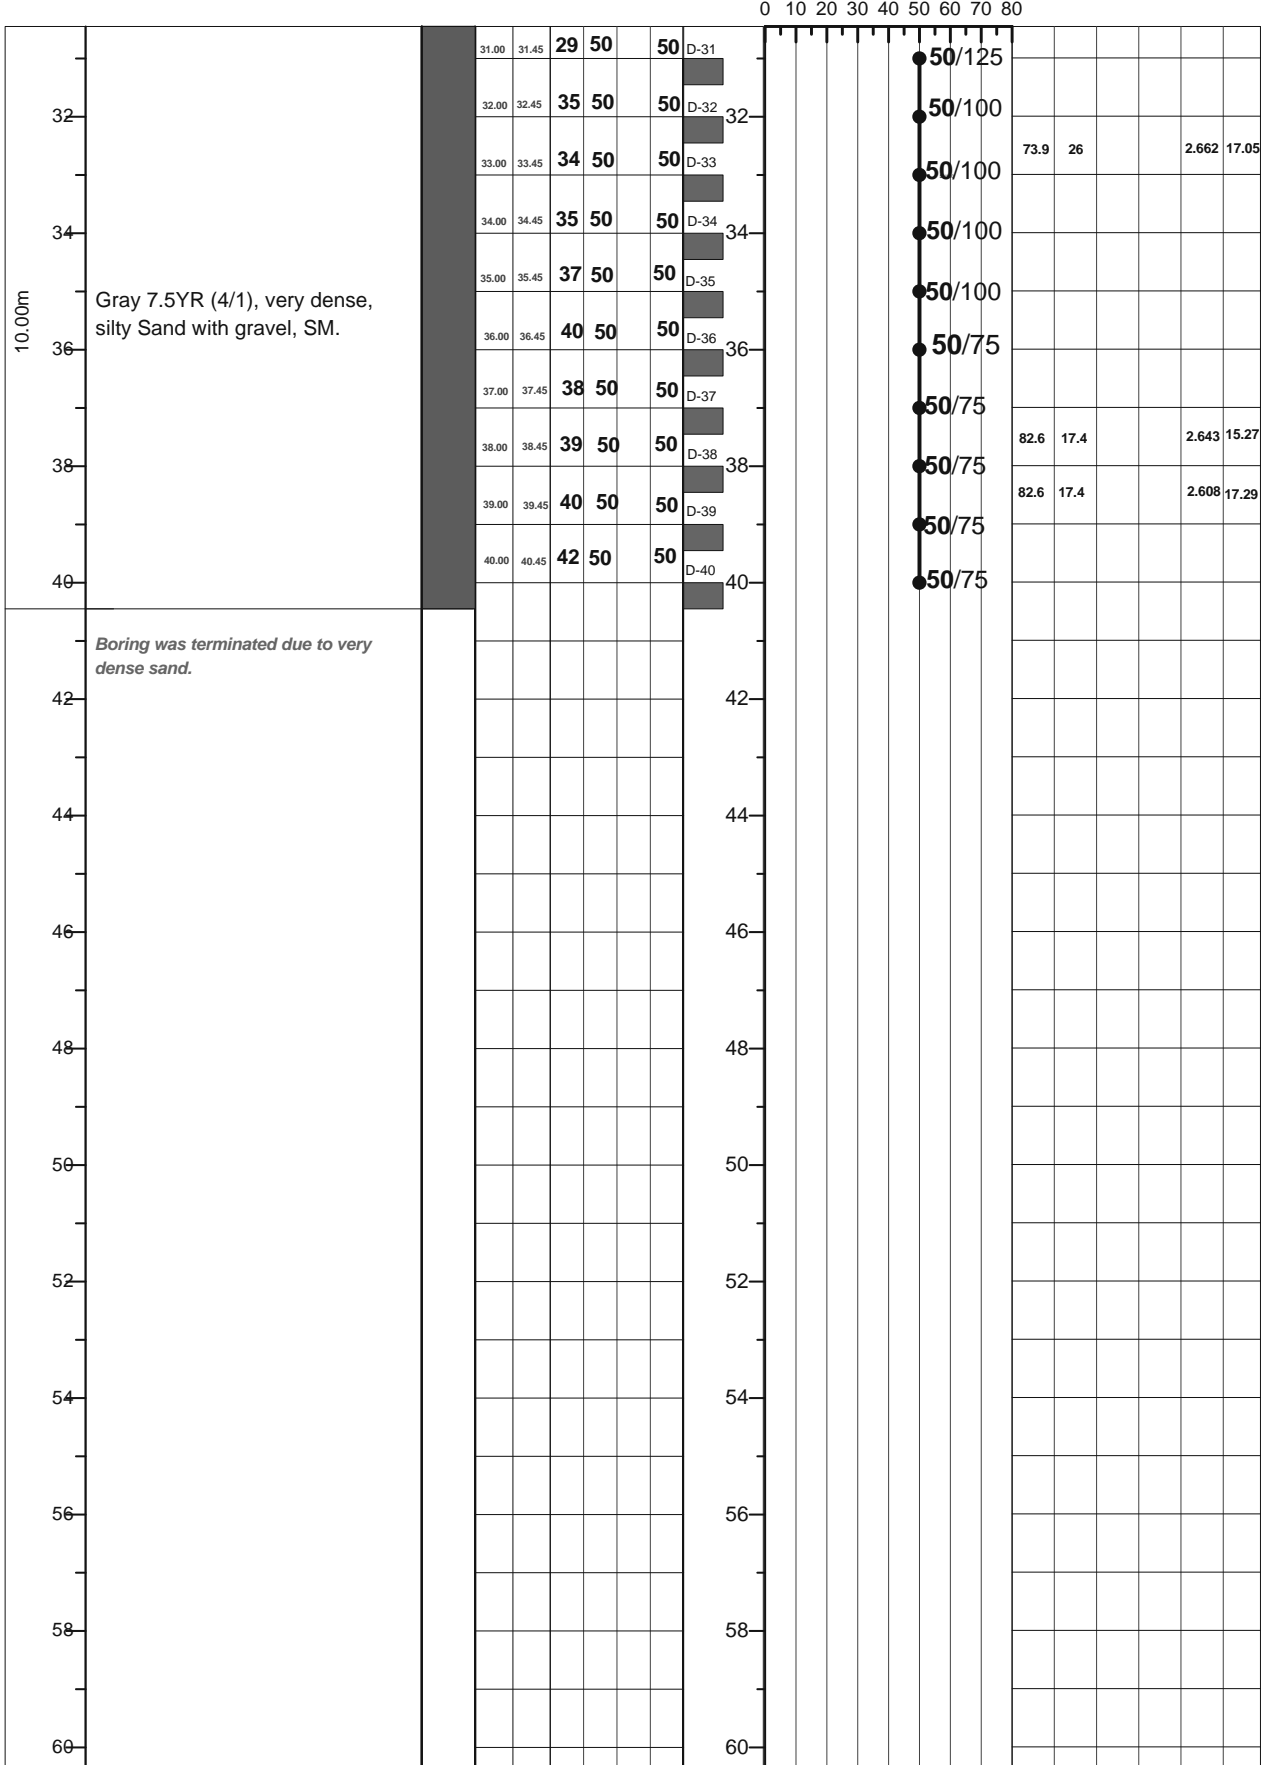 0 10 20 30 40 50 60 70 80
31.00 31.45 29 50 50 D-31 50/125
32.00 32.45 35 50 50 D-32 50/100
32 32
33.00 33.45 34 50 50 D-33 50/100 73.9 26 2.662 17.05
34.00 34.45 35 50 50 D-34 50/100
34 34
35.00 35.45 37 50 50 D-35 50/100
10.00m
Gray 7.5YR (4/1), very dense,
silty Sand with gravel, SM.
36.00 36.45 40 50 50 D-36 50/75
36 36
37.00 37.45 38 50 50 D-37 50/75
38.00 38.45 39 50 50 D-38 50/75 82.6 17.4 2.643 15.27
38 38
39.00 39.45 40 50 50 D-39 50/75 82.6 17.4 2.608 17.29
40.00 40.45 42 50 50 D-40 50/75
40 40
Boring was terminated due to very
dense sand.
42 42
44 44
46 46
48 48
50 50
52 52
54 54
56 56
58 58
60 60